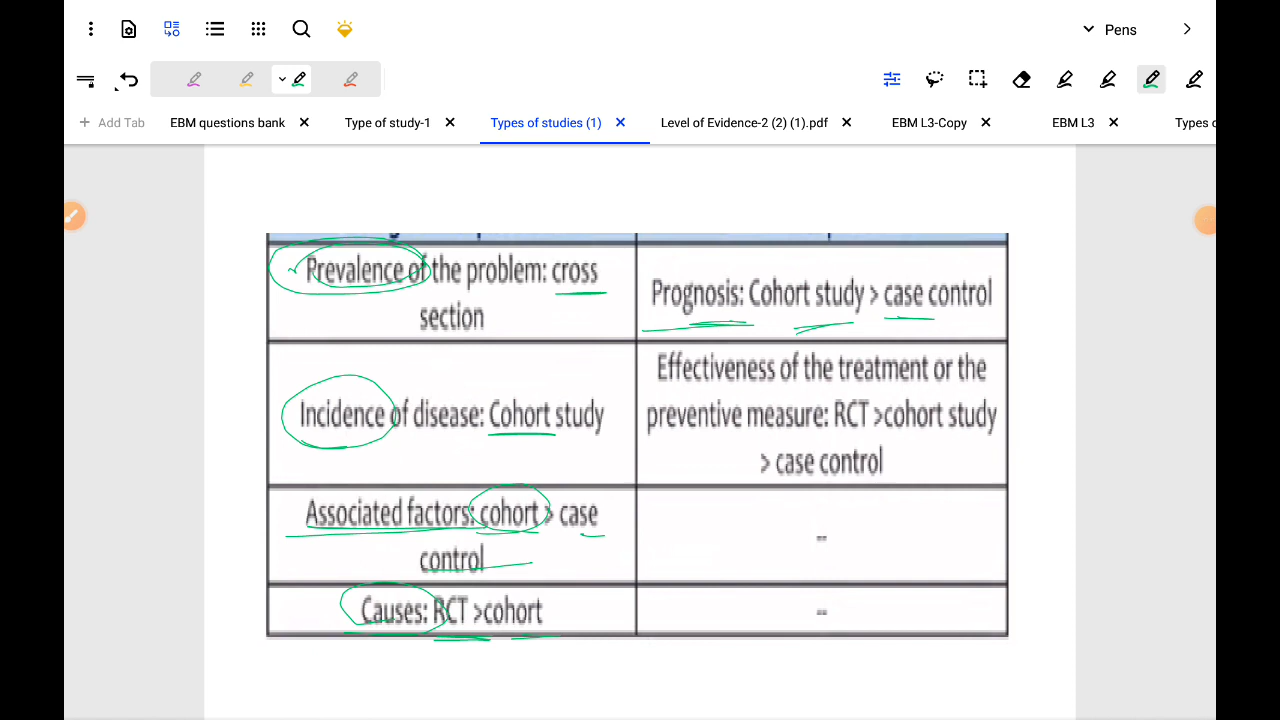 Pens
Add Tab
EBM questions bank
Type of study-1
Types of studies (1)
Level of Evidence-2 (2) (1).pdf
EBM L3-Copy
EBM L3
Types
Prevalence of the problem: cross
section
Prognosis: Cohort study > case control
Incidence of disease: Cohort study
Effectiveness of the treatment or the
preventive measure: RCT >cohort study
> case control
Associated factors: cohort > case
control
--
Causes: RCT >cohort
--